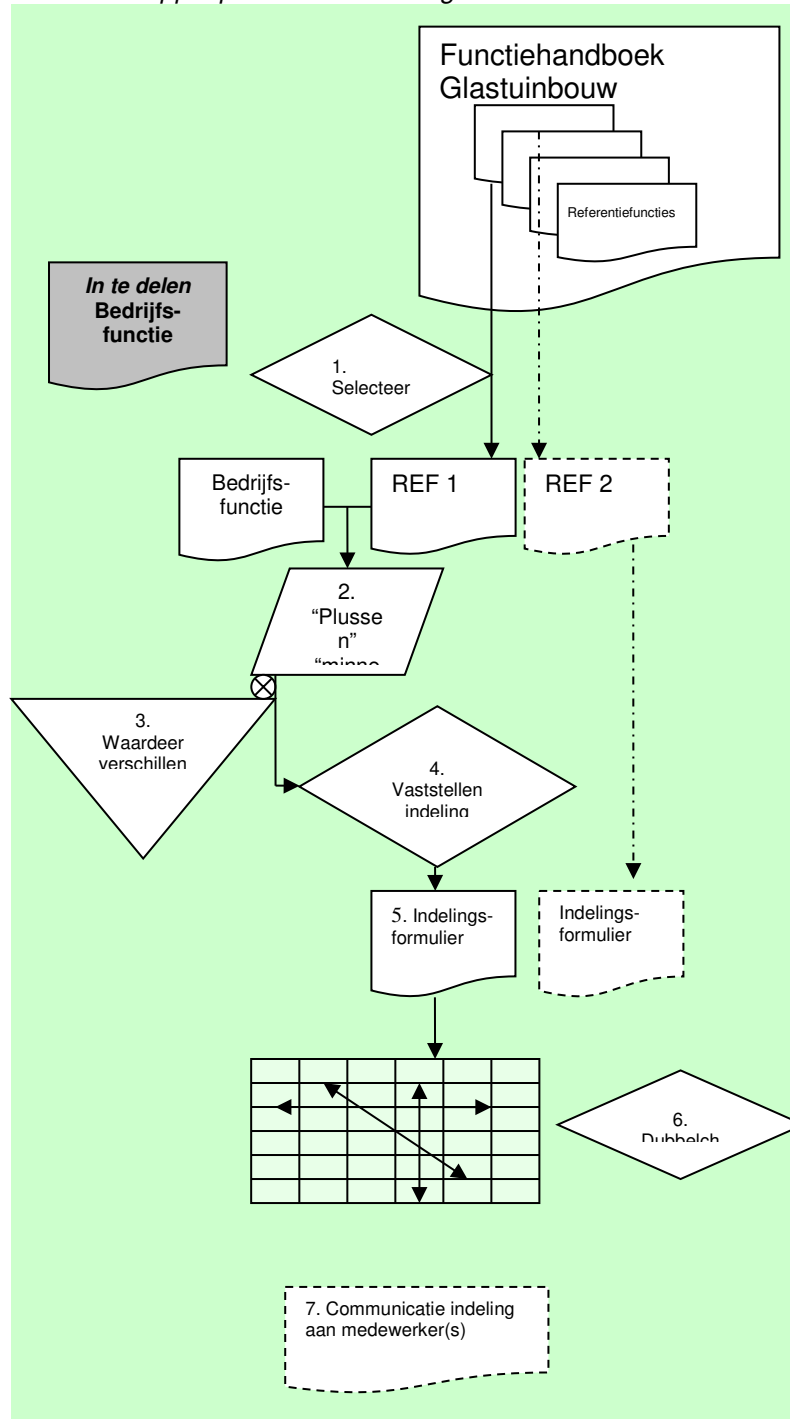 Functiehandboek
Glastuinbouw
Referentiefuncties
In te delen
Bedrijfs-
functie
1.
Selecteer
Bedrijfs-
functie
REF 1
REF 2
2.
“Plusse
n”
3.
Waardeer
verschillen
4.
Vaststellen
indeling
5. Indelings-
formulier
Indelings-
formulier
6.
7. Communicatie indeling
aan medewerker(s)